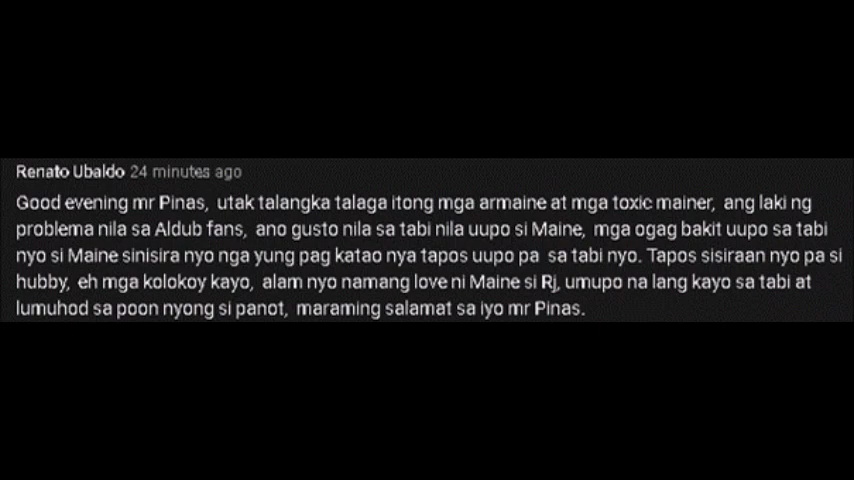 Renato Ubaldo 24 minutes ago
Good evening mr Pinas, utak talangka talaga itong mga armaine at mga toxic mainer, ang laki ng
problema nila sa Aldub fans, ano gusto nila sa tabi nila uupo si Maine, mga ogag bakit uupo sa tabi
nyo si Maine sinisira nyo nga yung pag katao nya tapos uupo pa sa tabi nyo. Tapos sisiraan nyo pa si
hubby, eh mga kolokoy kayo, alam nyo namang love ni Maine si Rj, umupo na lang kayo sa tabi at
lumuhod sa poon nyong si panot, maraming salamat sa iyo mr Pinas.